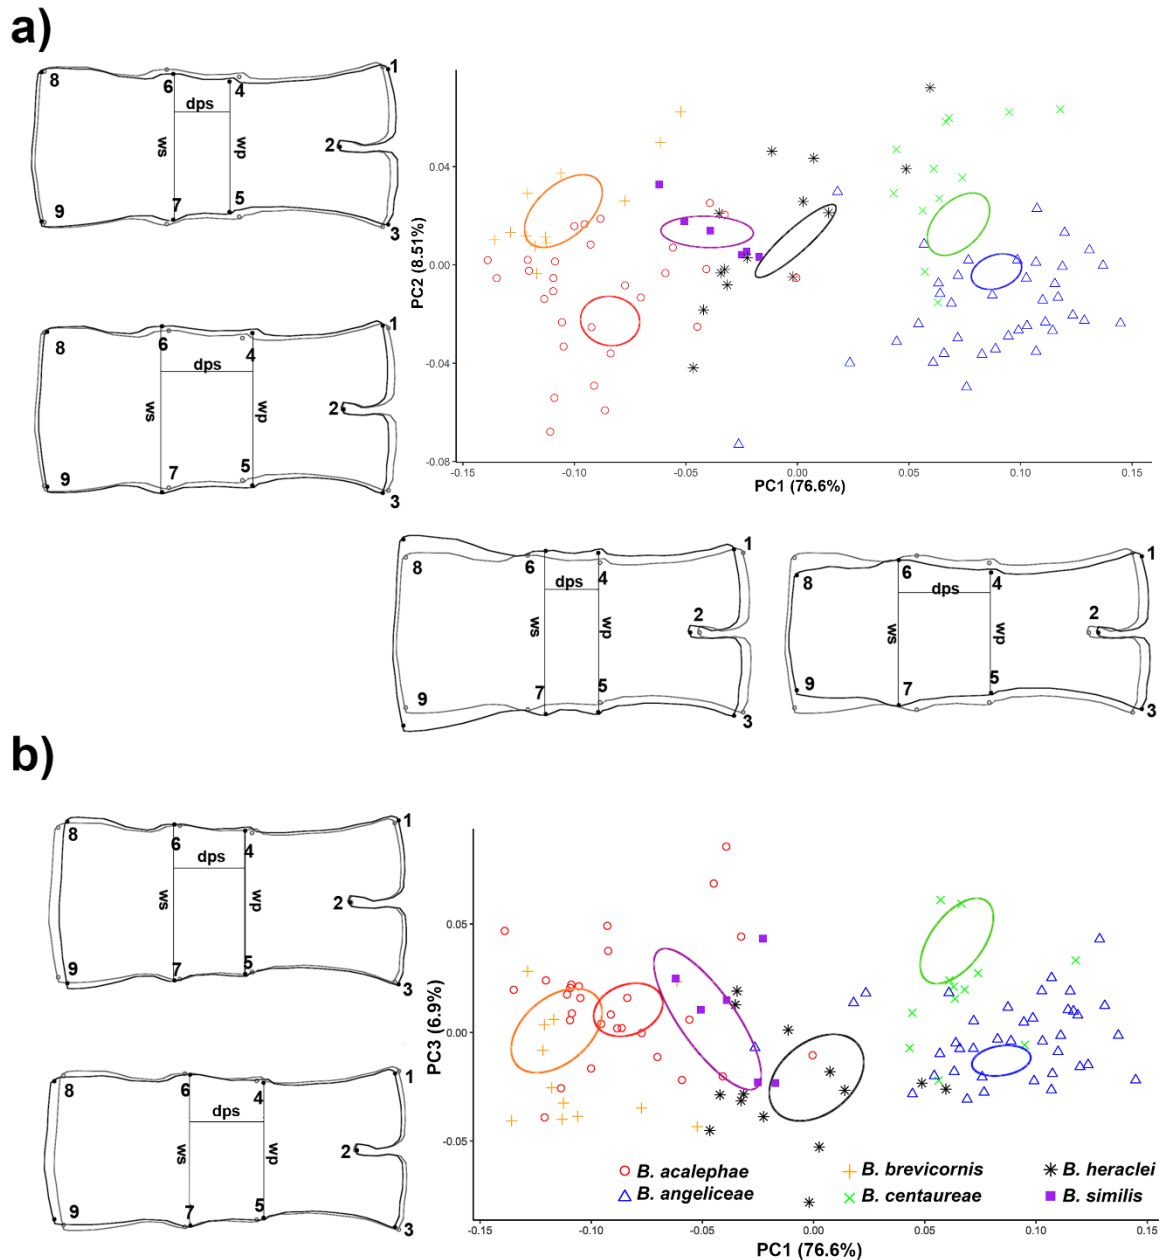 a)
8
6
4
1
dps
ws
wp
2
9
7
5
3
8
6
4
1
dps
ws
wp
2
9
7
5
3
PC2 (8.51%)
0.04
0.00
-0.04
-0.08
-0.15
-0.10
-0.05
0.00
0.05
0.10
0.15
PC1 (76.6%)
8
6
4
1
dps
ws
wp
2
9
7
5
3
8
6
4
1
dps
ws
wp
2
9
7
5
3
b)
8
6
4
1
dps
ws
wp
2
9
7
5
3
8
6
4
1
dps
ws
wp
2
9
7
5
3
PC3 (6.9%)
0.05
0.00
-0.05
B. acalephae
B. brevicornis
B. heraclei
B. angeliceae
B. centaureae
B. similis
-0.15
-0.10
-0.05
0.00
0.05
0.10
0.15
PC1 (76.6%)